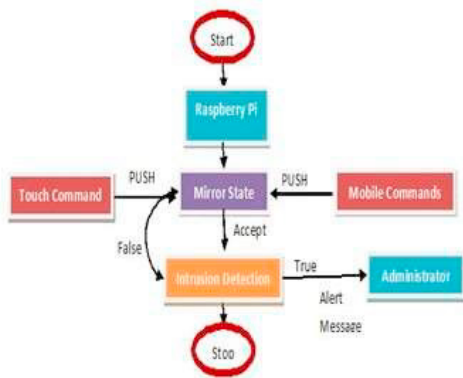 Start
Raspberry Pi
PUSH
PUSH
Touch Command
Mirror State
Mobile Commands
Accept
False
True
Intrusion Detection
Administrator
Alert
Message
Stoo